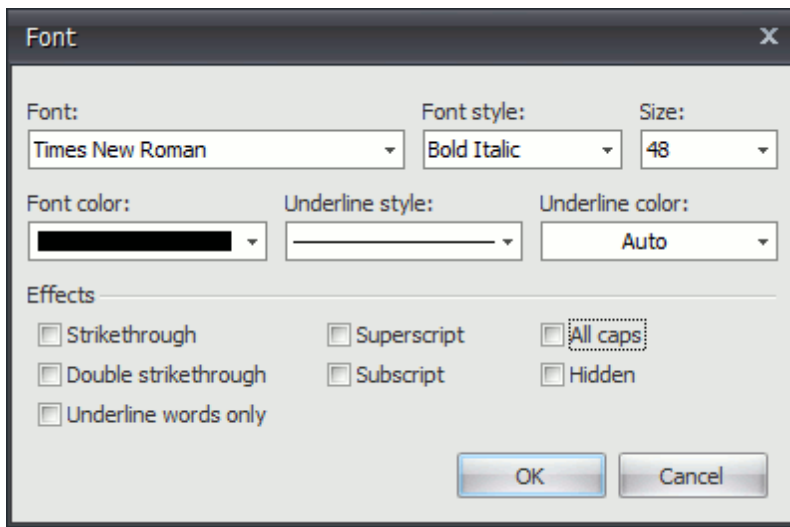 Font
Font: Font style: Size:
Times New Roman Bold Italic 48
Font color: Underline style: Underline color:
Auto
Effects
Strikethrough Superscript All caps
Double strikethrough Subscript Hidden
Underline words only
OK Cancel